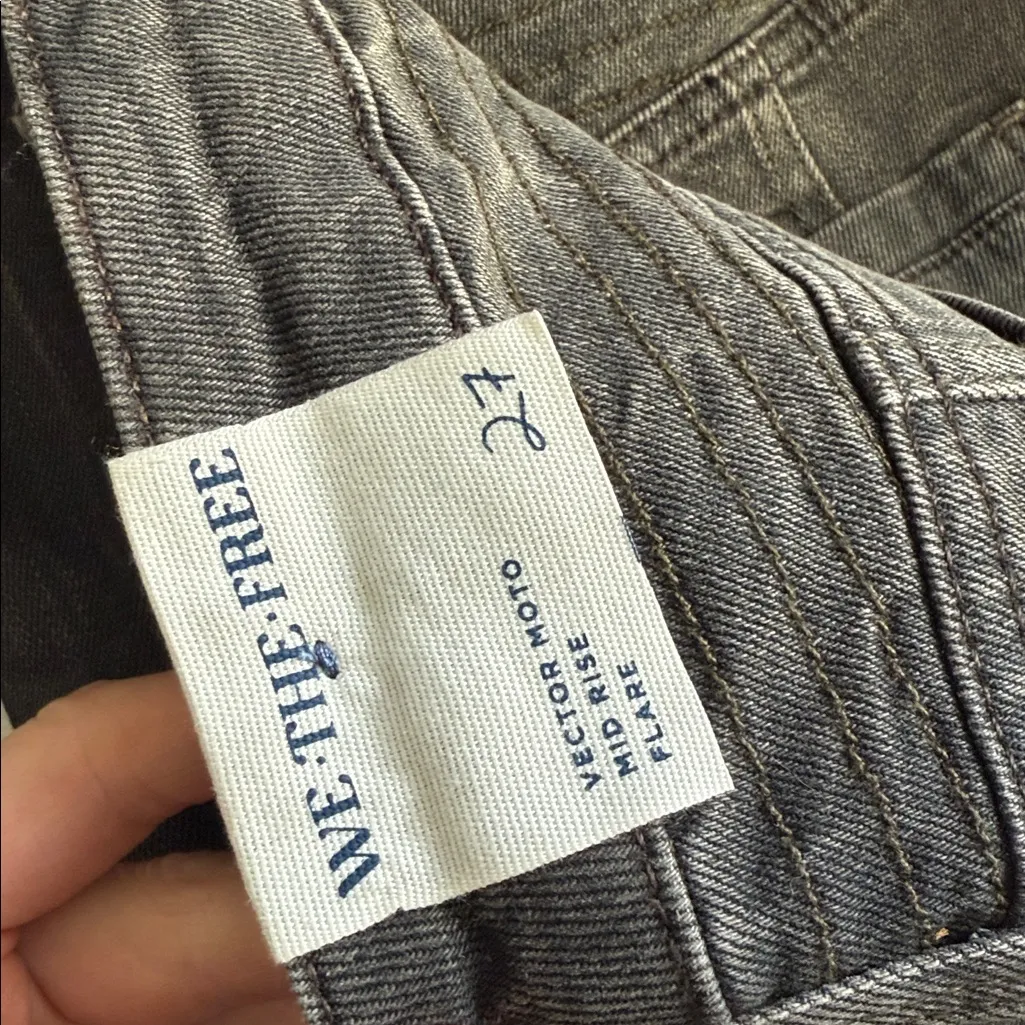 WE·THE·FREE
VECTOR MOTO
MID RISE
FLARE
27